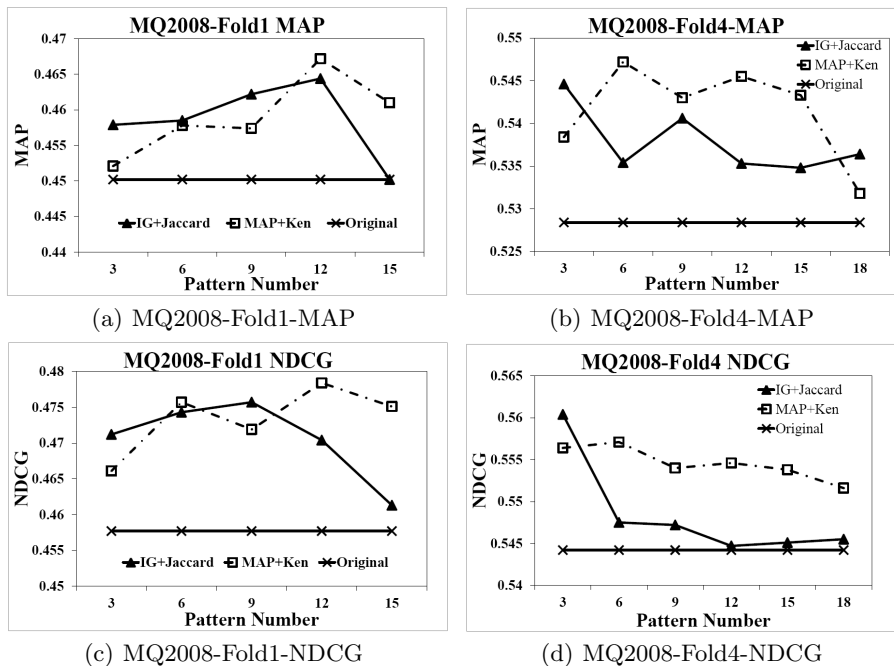 MQ2008-Fold1 MAP
0.47
0.465
0.46
0.455
0.45
0.445
0.44
MAP
IG+Jaccard MAP+Ken Original
3 6 9 12 15
Pattern Number
(a) MQ2008-Fold1-MAP
MQ2008-Fold4-MAP
0.55
0.545
0.54
0.535
0.53
0.525
MAP
IG+Jaccard
MAP+Ken
Original
3 6 9 12 15 18
Pattern Number
(b) MQ2008-Fold4-MAP
MQ2008-Fold1 NDCG
0.48
0.475
0.47
0.465
0.46
0.455
0.45
NDCG
IG+Jaccard MAP+Ken Original
3 6 9 12 15
Pattern Number
(c) MQ2008-Fold1-NDCG
MQ2008-Fold4 NDCG
0.565
0.56
0.555
0.55
0.545
0.54
NDCG
IG+Jaccard
MAP+Ken
Original
3 6 9 12 15 18
Pattern Number
(d) MQ2008-Fold4-NDCG